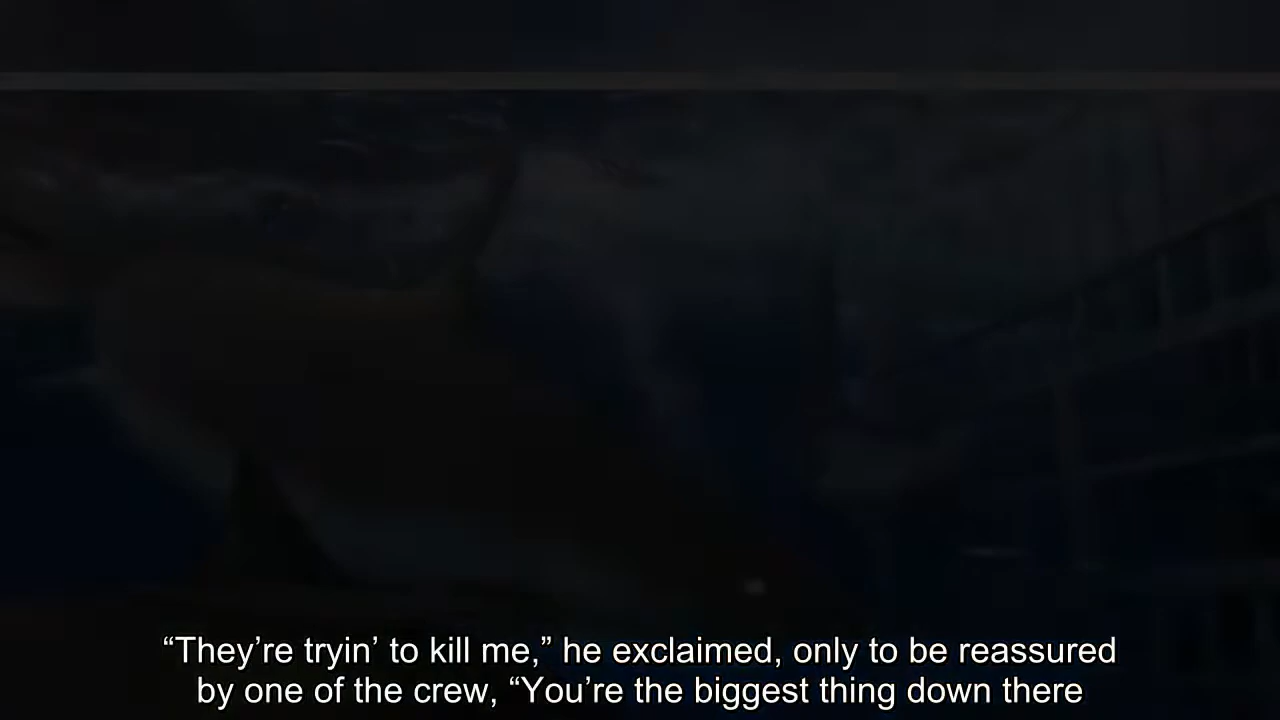 “They’re tryin’ to kill me,” he exclaimed, only to be reassured
by one of the crew, “You’re the biggest thing down there